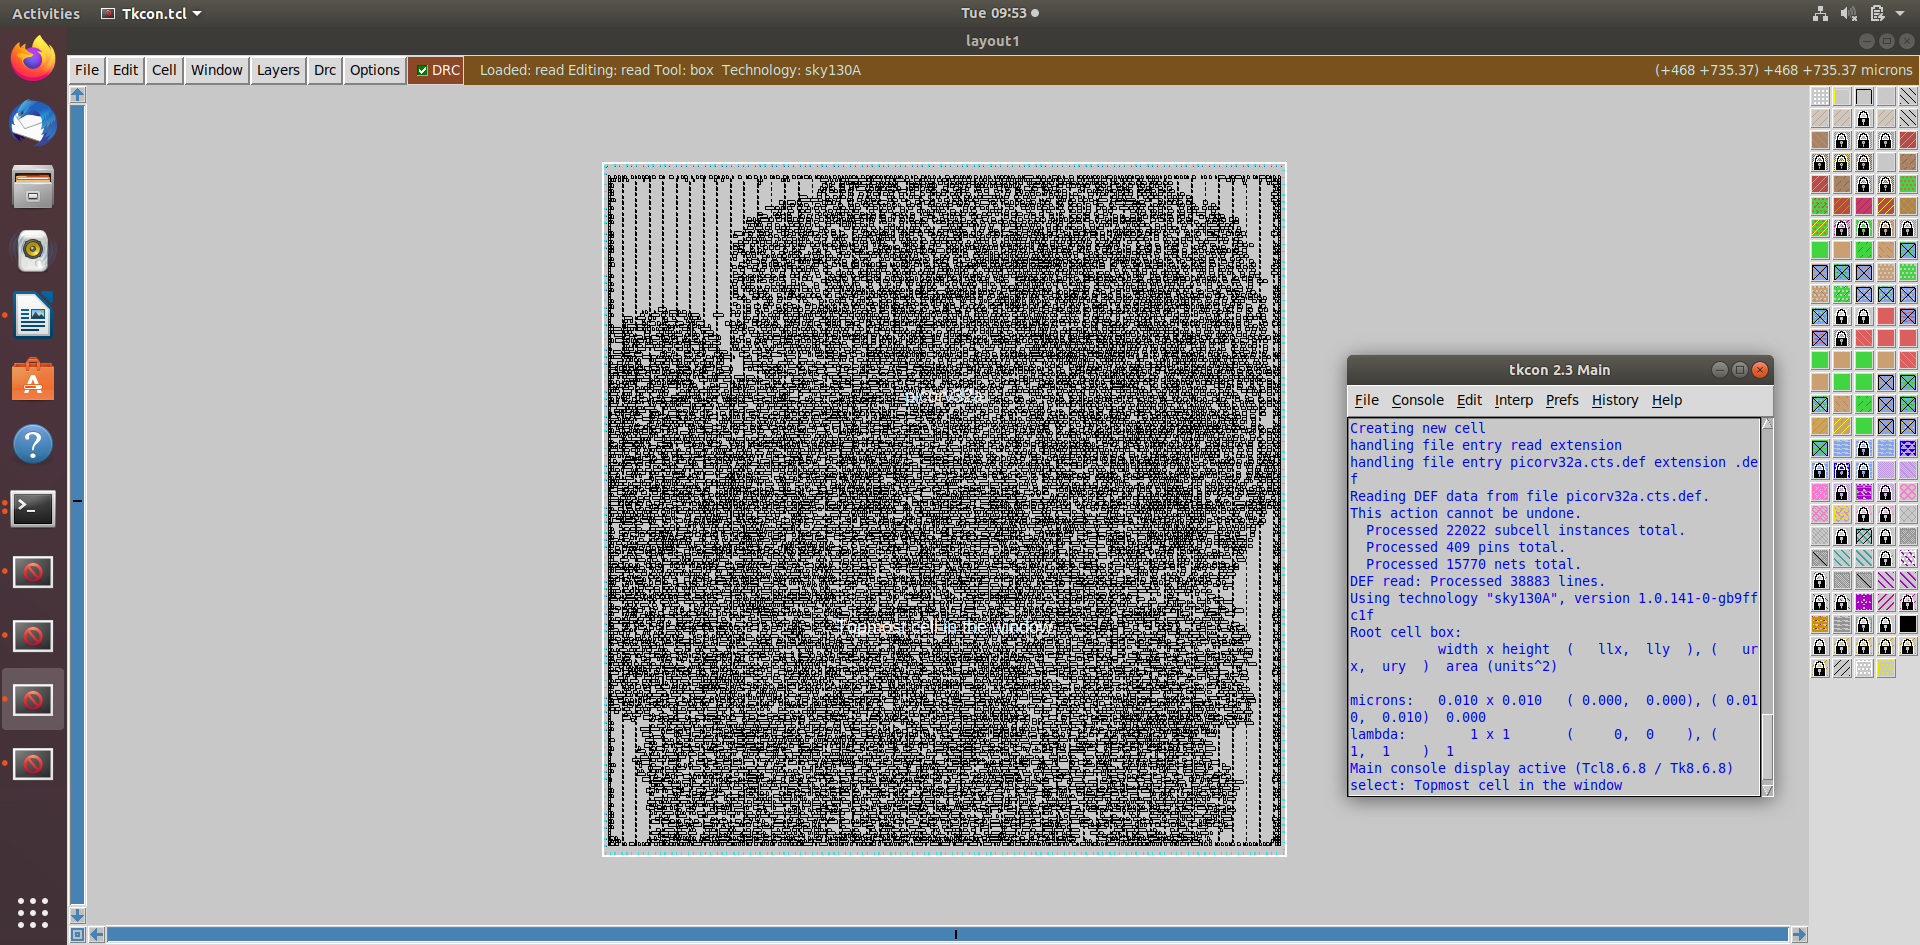 Activities Tkcon.tcl Tue 09:53
layout1
File Edit Cell Window Layers Drc Options DRC Loaded: read Editing: read Tool: box Technology: sky130A (+468 +735.37) +468 +735.37 microns
picorv32a
Topmost cell in the window
tkcon 2.3 Main
File Console Edit Interp Prefs History Help
Creating new cell
handling file entry read extension
handling file entry picorv32a.cts.def extension .de
f
Reading DEF data from file picorv32a.cts.def.
This action cannot be undone.
Processed 22022 subcell instances total.
Processed 409 pins total.
Processed 15770 nets total.
DEF read: Processed 38883 lines.
Using technology "sky130A", version 1.0.141-0-gb9ff
c1f
Root cell box:
width x height ( llx, lly ), ( ur
x, ury ) area (units^2)
microns: 0.010 x 0.010 ( 0.000, 0.000), ( 0.01
0, 0.010) 0.000
lambda: 1 x 1 ( 0, 0 ), (
1, 1 ) 1
Main console display active (Tcl8.6.8 / Tk8.6.8)
select: Topmost cell in the window